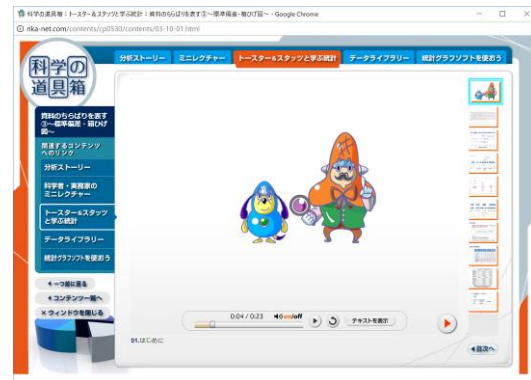 科学の道具箱：トースター＆スタッツと学ぶ統計：資料のちらばりを表す③～標準偏差・箱ひげ図～ - Google Chrome
rika-net.com/contents/cp0530/contents/03-10-01.html
科学の
道具箱
分析ストーリー
ミニレクチャー
トースター&スタッツと学ぶ統計
データライブラリー
統計グラフソフトを使おう
資料のちらばりを表す
③～標準偏差・箱ひげ
図～
関連するコンテンツ
へのリンク
分析ストーリー
科学者・実務家の
ミニレクチャー
トースター&スタッツ
と学ぶ統計
データライブラリー
統計グラフソフトを使おう
一つ前に戻る
コンテンツ一覧へ
× ウィンドウを閉じる
0:04 / 0:23
on/off
テキストを表示
01.はじめに
目次へ